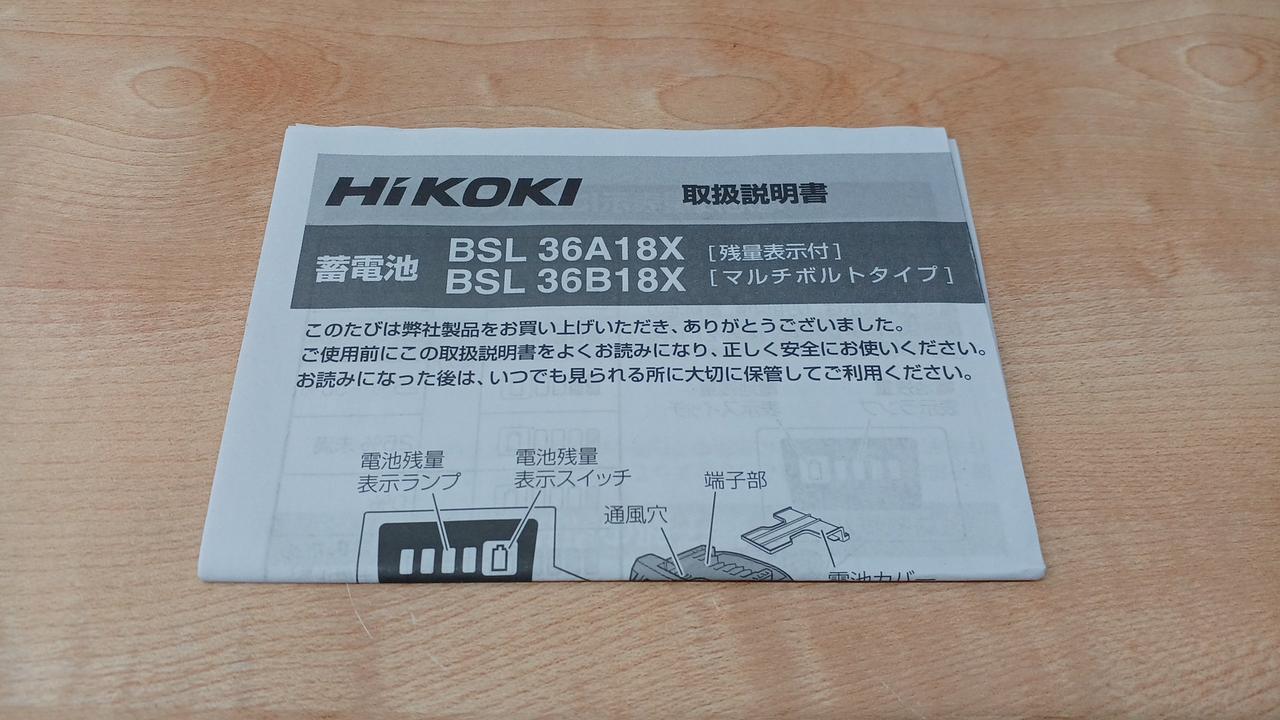 HiKOKI 取扱説明書
蓄電池
BSL 36A18X [残量表示付]
BSL 36B18X [マルチボルトタイプ]
このたびは弊社製品をお買い上げいただき、ありがとうございました。
ご使用前にこの取扱説明書をよくお読みになり、正しく安全にお使いください。
お読みになった後は、いつでも見られる所に大切に保管してご利用ください。
電池残量
表示ランプ
電池残量
表示スイッチ
端子部
通風穴
電池カバー